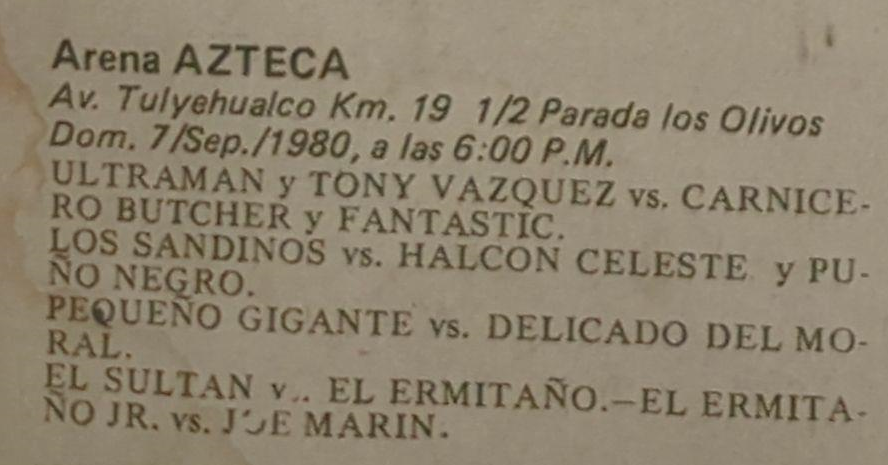 Arena AZTECA
Av. Tulyehualco Km. 19 1/2 Parada los Olivos
Dom. 7/Sep./1980, a las 6:00 P.M.
ULTRAMAN y TONY VAZQUEZ vs. CARNICE-
RO BUTCHER y FANTASTIC.
LOS SANDINOS vs. HALCON CELESTE y PU-
ÑO NEGRO.
PEQUEÑO GIGANTE vs. DELICADO DEL MO-
RAL.
EL SULTAN v.. EL ERMITAÑO.—EL ERMITA-
ÑO JR. vs. JOE MARIN.